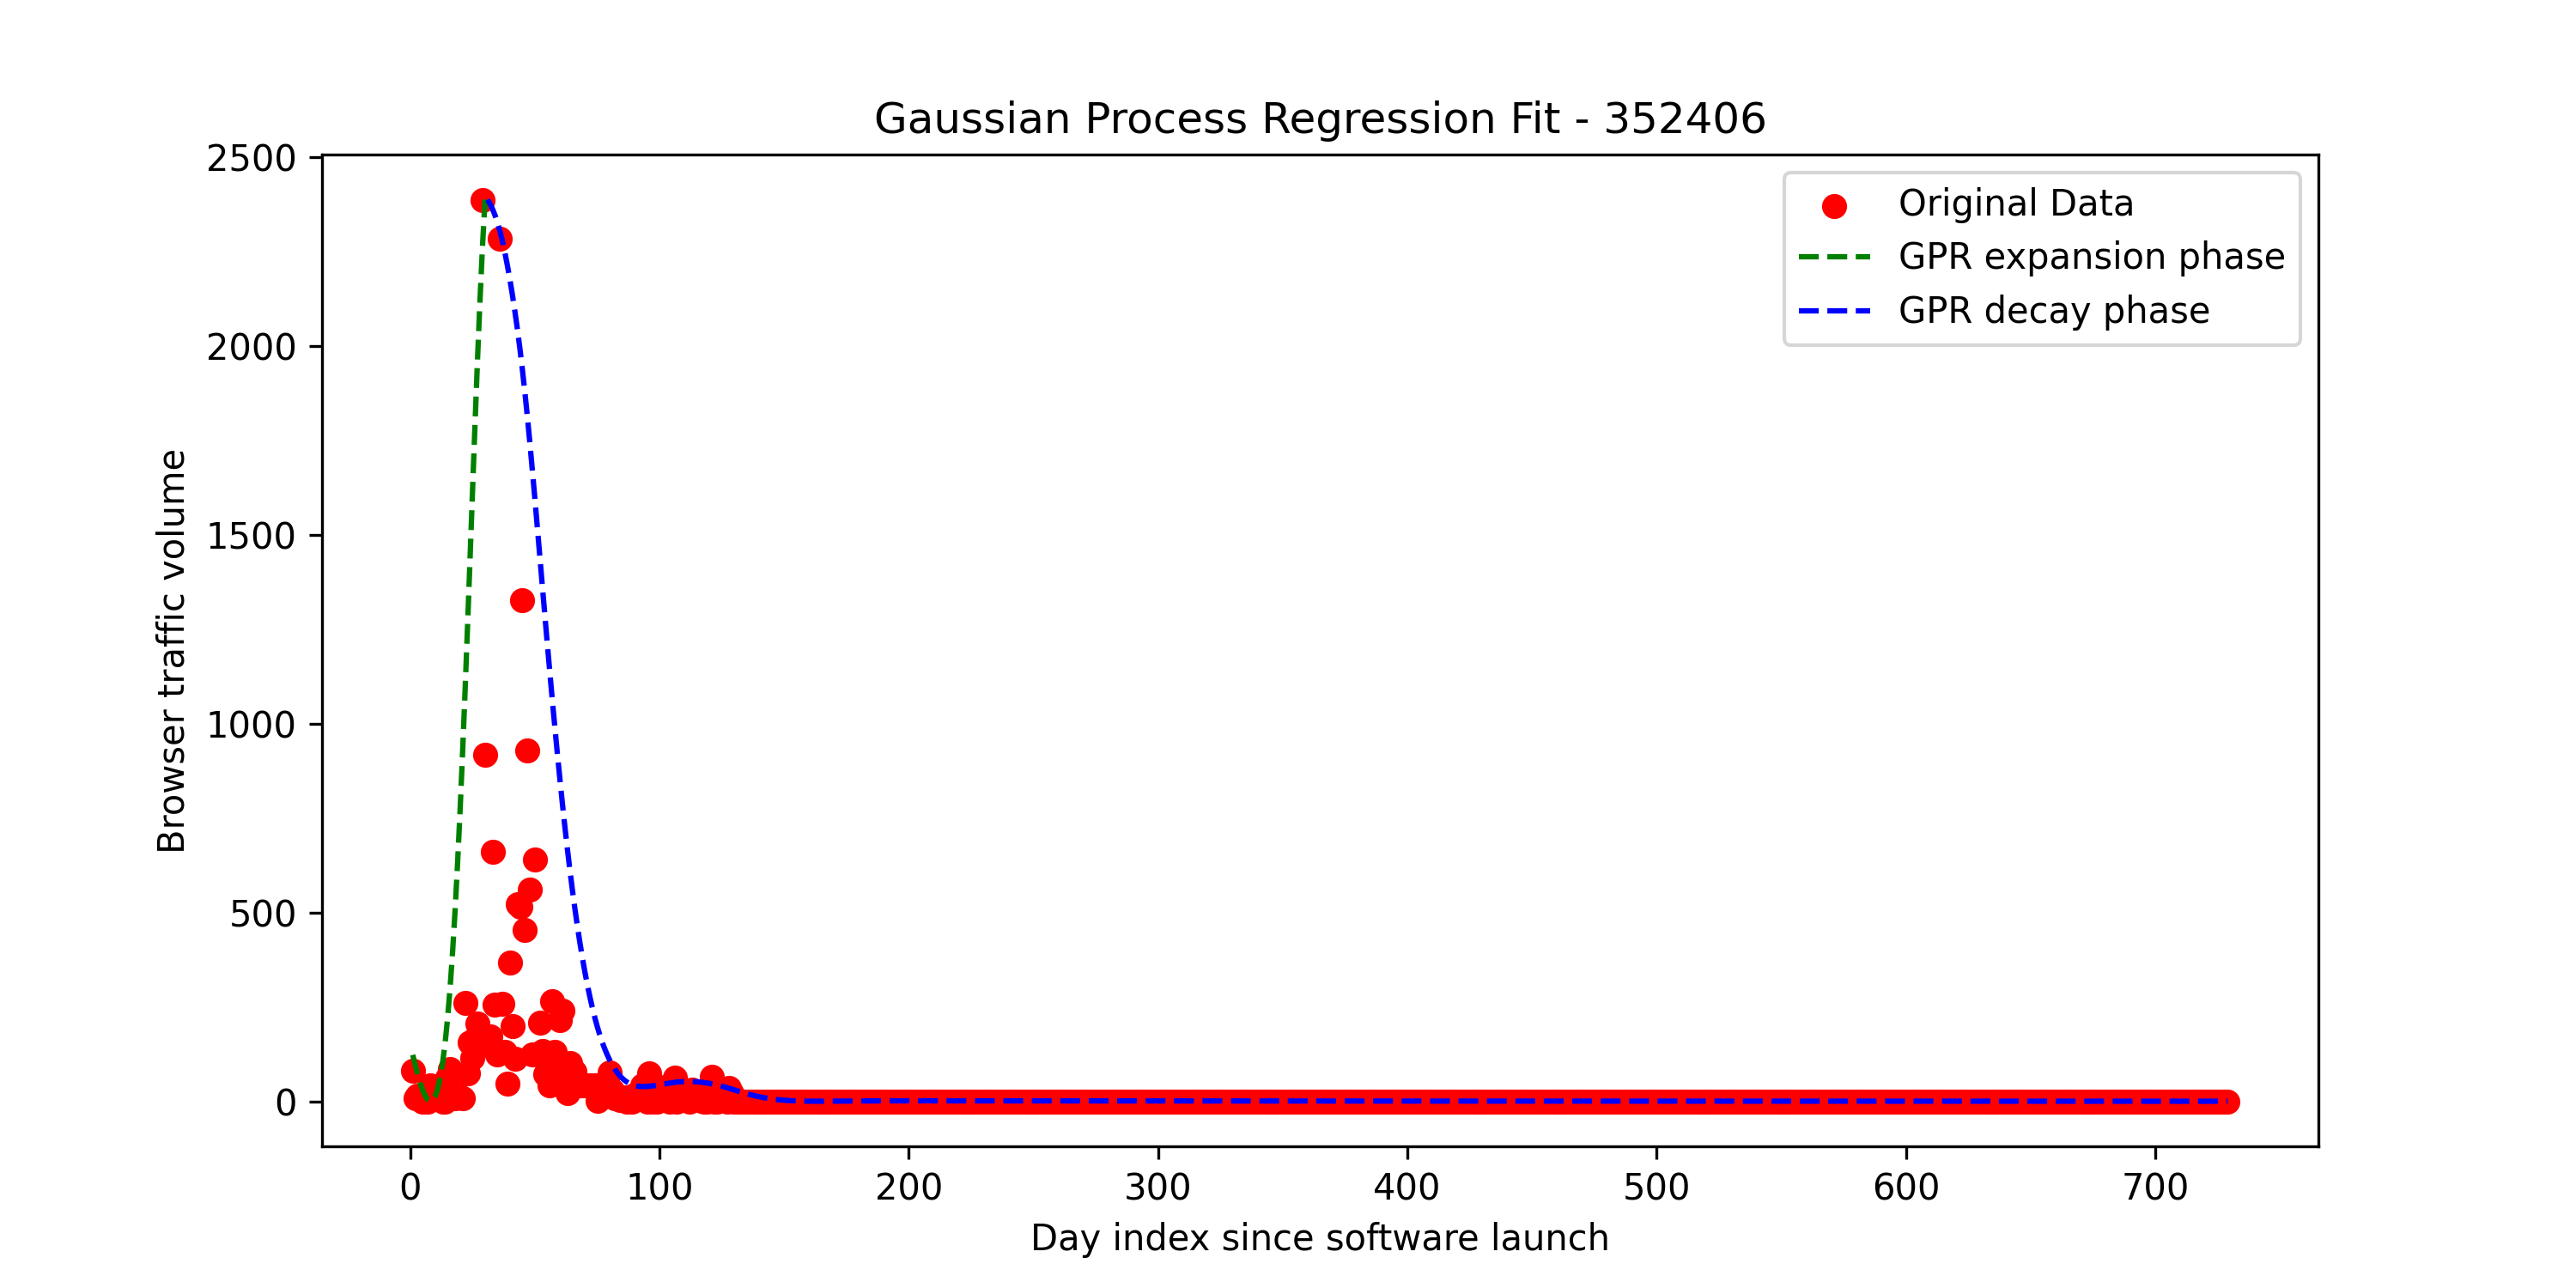 Gaussian Process Regression Fit - 352406
Original Data
GPR expansion phase
GPR decay phase
Browser traffic volume
2500
2000
1500
1000
500
0
0 100 200 300 400 500 600 700
Day index since software launch